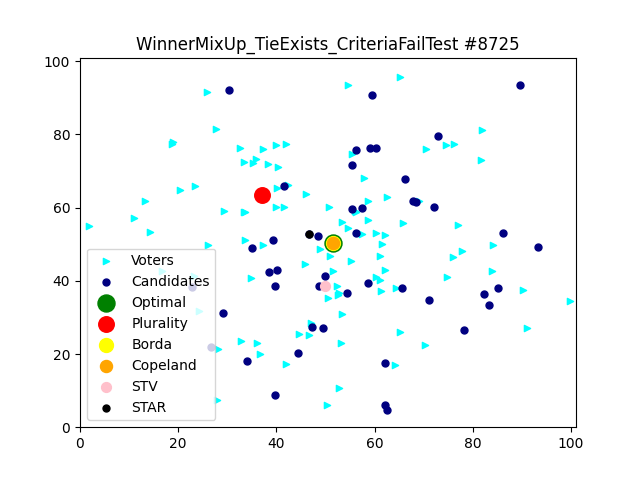 WinnerMixUp_TieExists_CriteriaFailTest #8725
100
80
60
40
20
0
Voters
Candidates
Optimal
Plurality
Borda
Copeland
STV
STAR
0 20 40 60 80 100